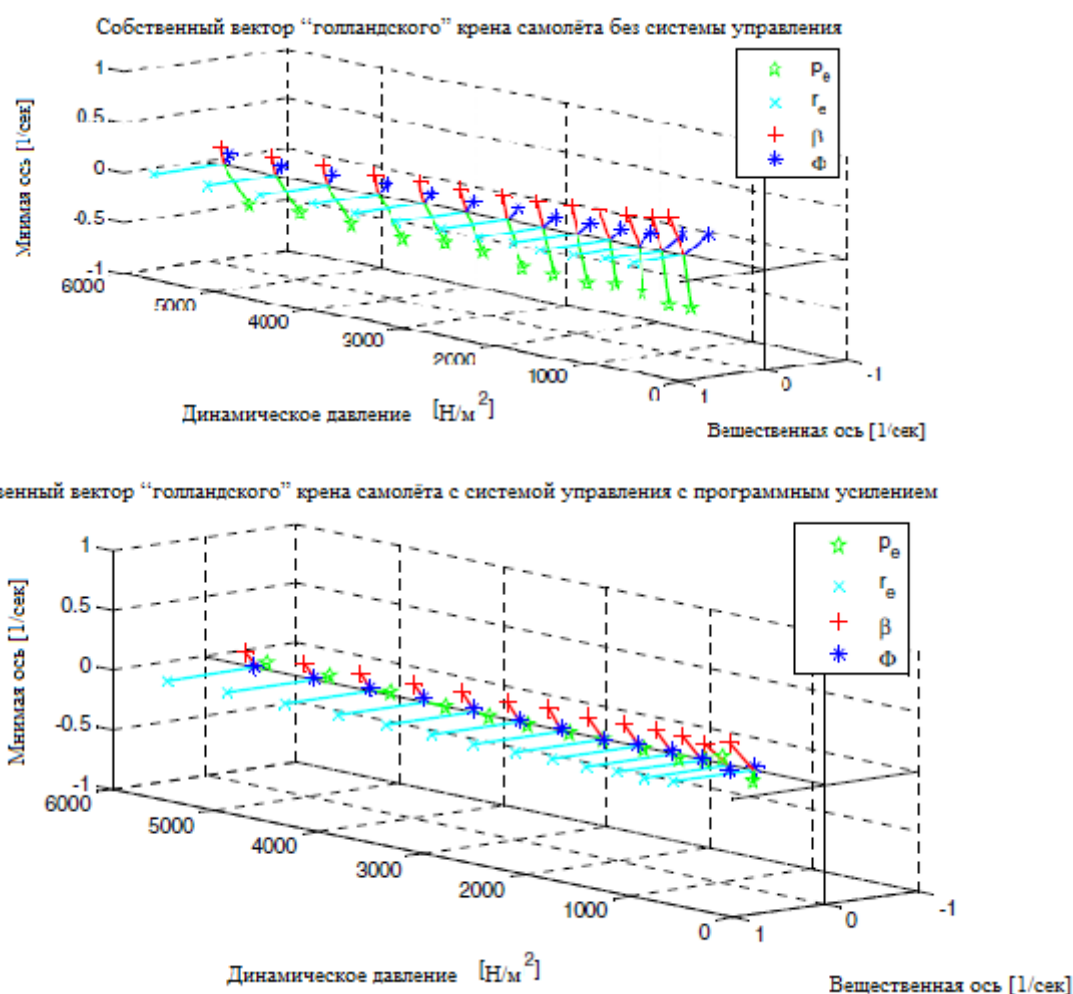 Собственный вектор “голландского” крена самолёта без системы управления
1
0.5
0
-0.5
-1
Мнимая ось [1/сек]
6000
5000
4000
3000
2000
1000
0
1
0
-1
Динамическое давление [Н/м 2]
Вешественная ось [1/сек]
pe
re
β
Φ
венный вектор “голландского” крена самолёта с системой управления с программным усилением
1
0.5
0
-0.5
-1
Мнимая ось [1/сек]
6000
5000
4000
3000
2000
1000
0
1
0
-1
Динамическое давление [Н/м 2]
Вещественная ось [1/сек]
pe
re
β
Φ